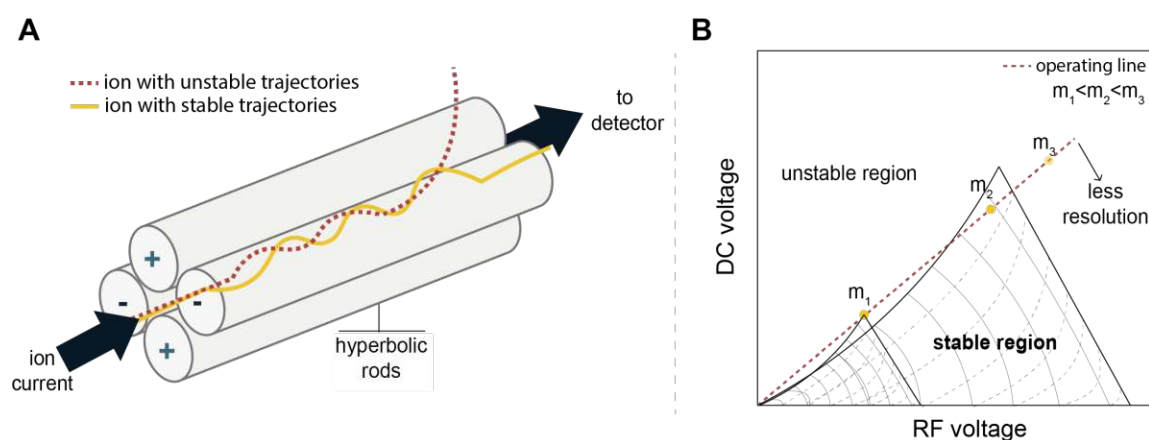 A
ion with unstable trajectories
ion with stable trajectories
to
detector
+
-
-
+
ion
current
hyperbolic
rods
B
operating line
m₁<m₂<m₃
unstable region
m₃
m₂
less
resolution
m₁
stable region
DC voltage
RF voltage